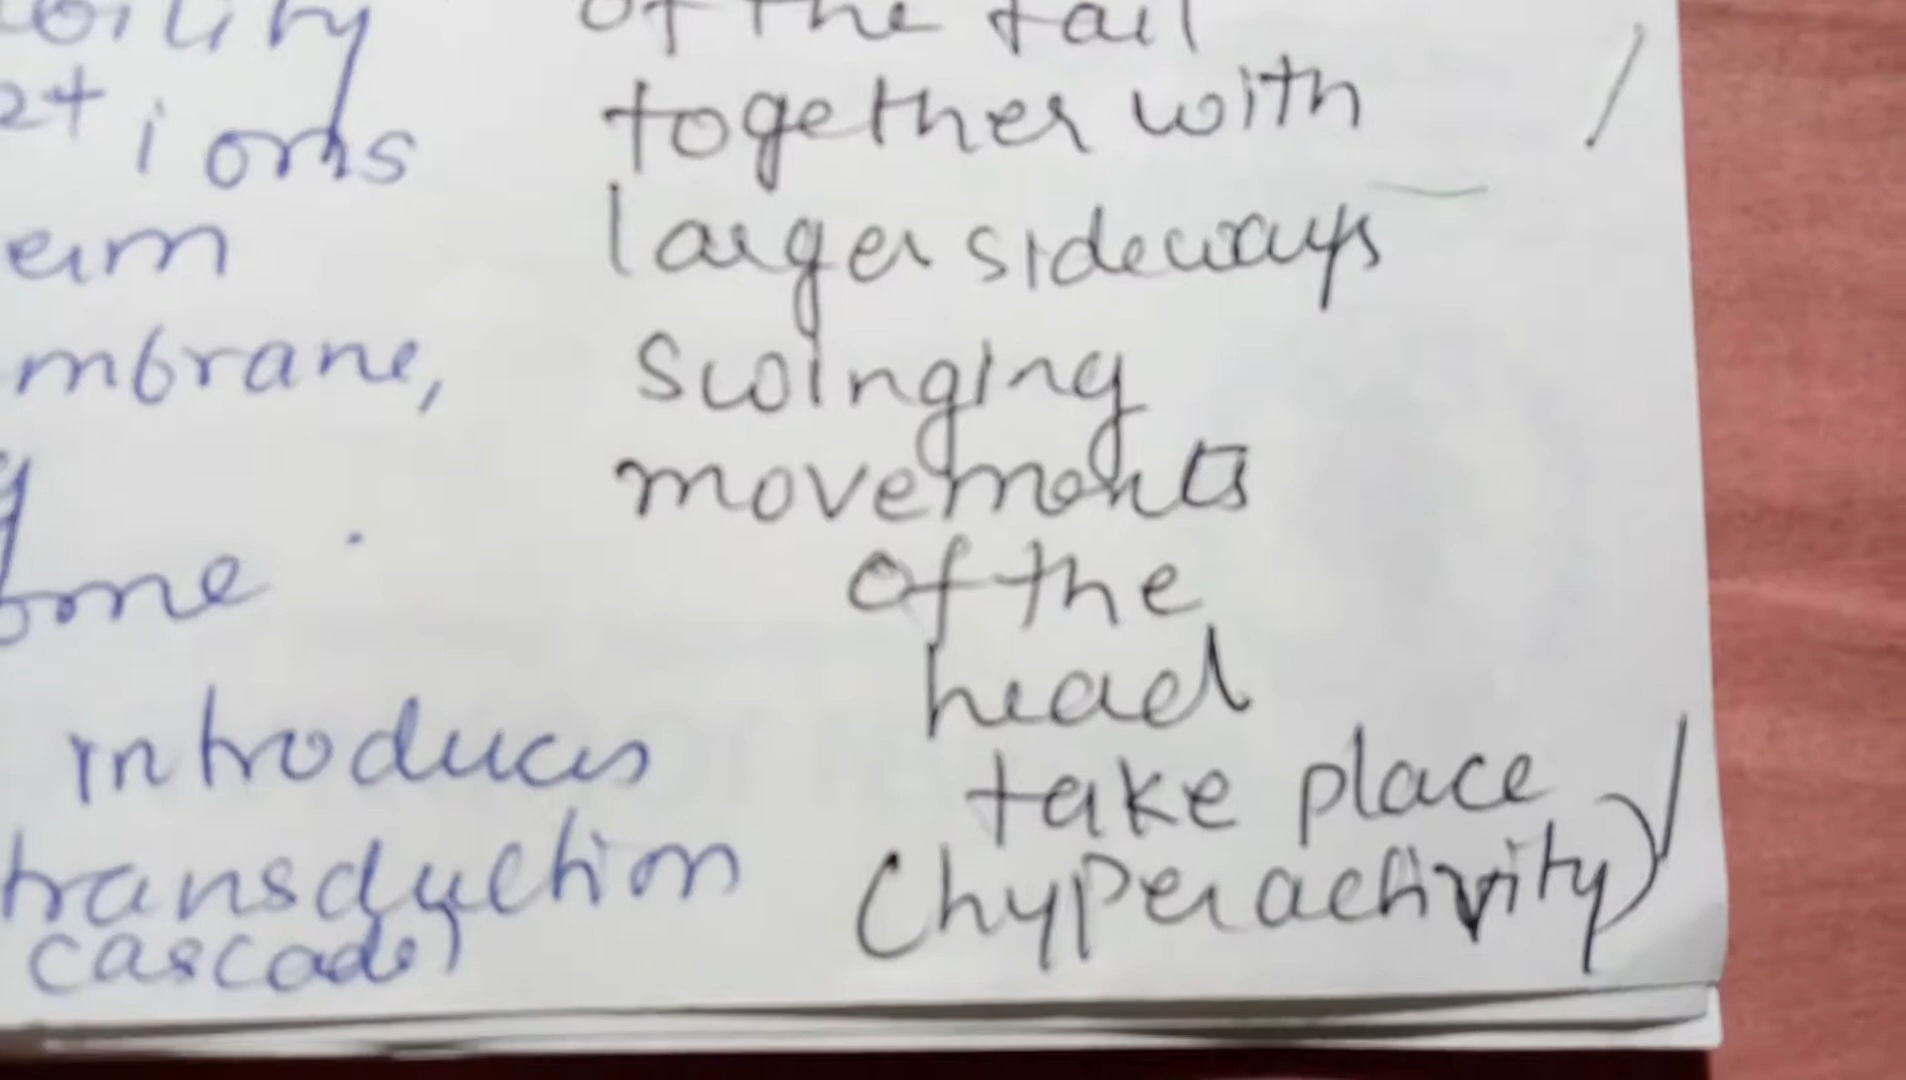 of the tail
together with
larger sideways
swinging
movements
of the
head
take place
(hyperactivity)
2+ ions
mbrane,
introduces
transduction
cascade)